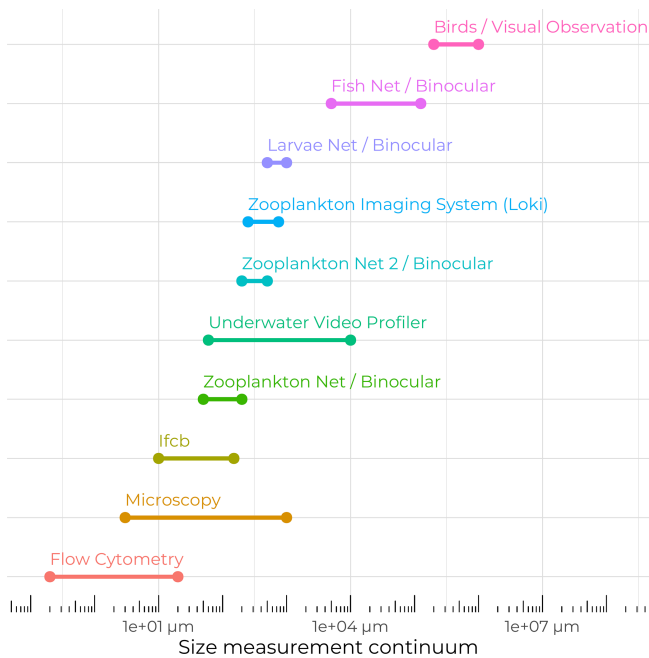 Birds / Visual Observation
Fish Net / Binocular
Larvae Net / Binocular
Zooplankton Imaging System (Loki)
Zooplankton Net 2 / Binocular
Underwater Video Profiler
Zooplankton Net / Binocular
Ifcb
Microscopy
Flow Cytometry
1e+01 µm 1e+04 µm 1e+07 µm
Size measurement continuum